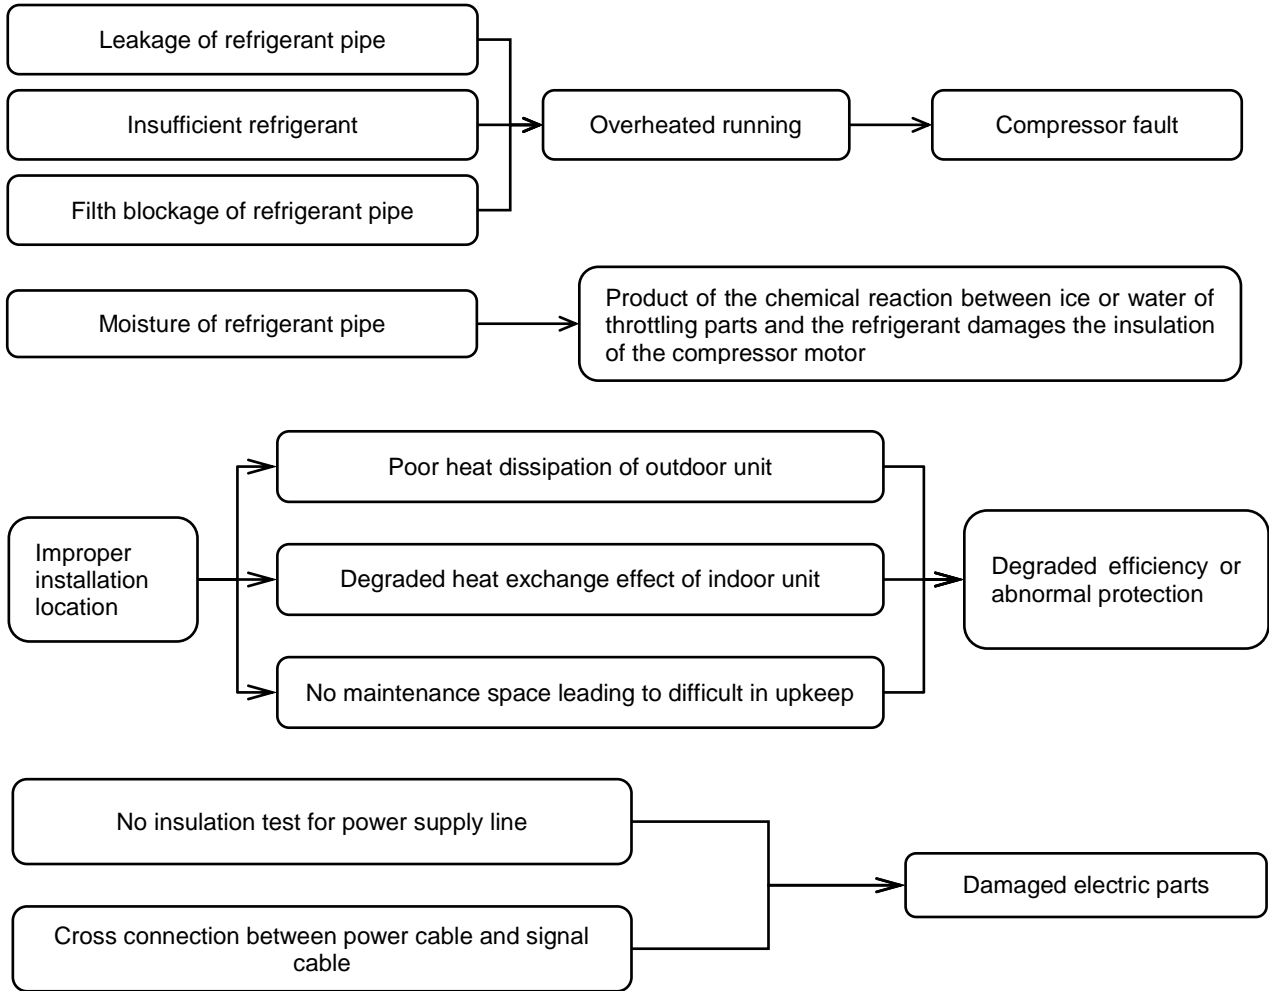 Leakage of refrigerant pipe
Insufficient refrigerant
Overheated running
Compressor fault
Filth blockage of refrigerant pipe
Moisture of refrigerant pipe
Product of the chemical reaction between ice or water of
throttling parts and the refrigerant damages the insulation
of the compressor motor
Improper
installation
location
Poor heat dissipation of outdoor unit
Degraded heat exchange effect of indoor unit
No maintenance space leading to difficult in upkeep
Degraded efficiency or
abnormal protection
No insulation test for power supply line
Cross connection between power cable and signal
cable
Damaged electric parts